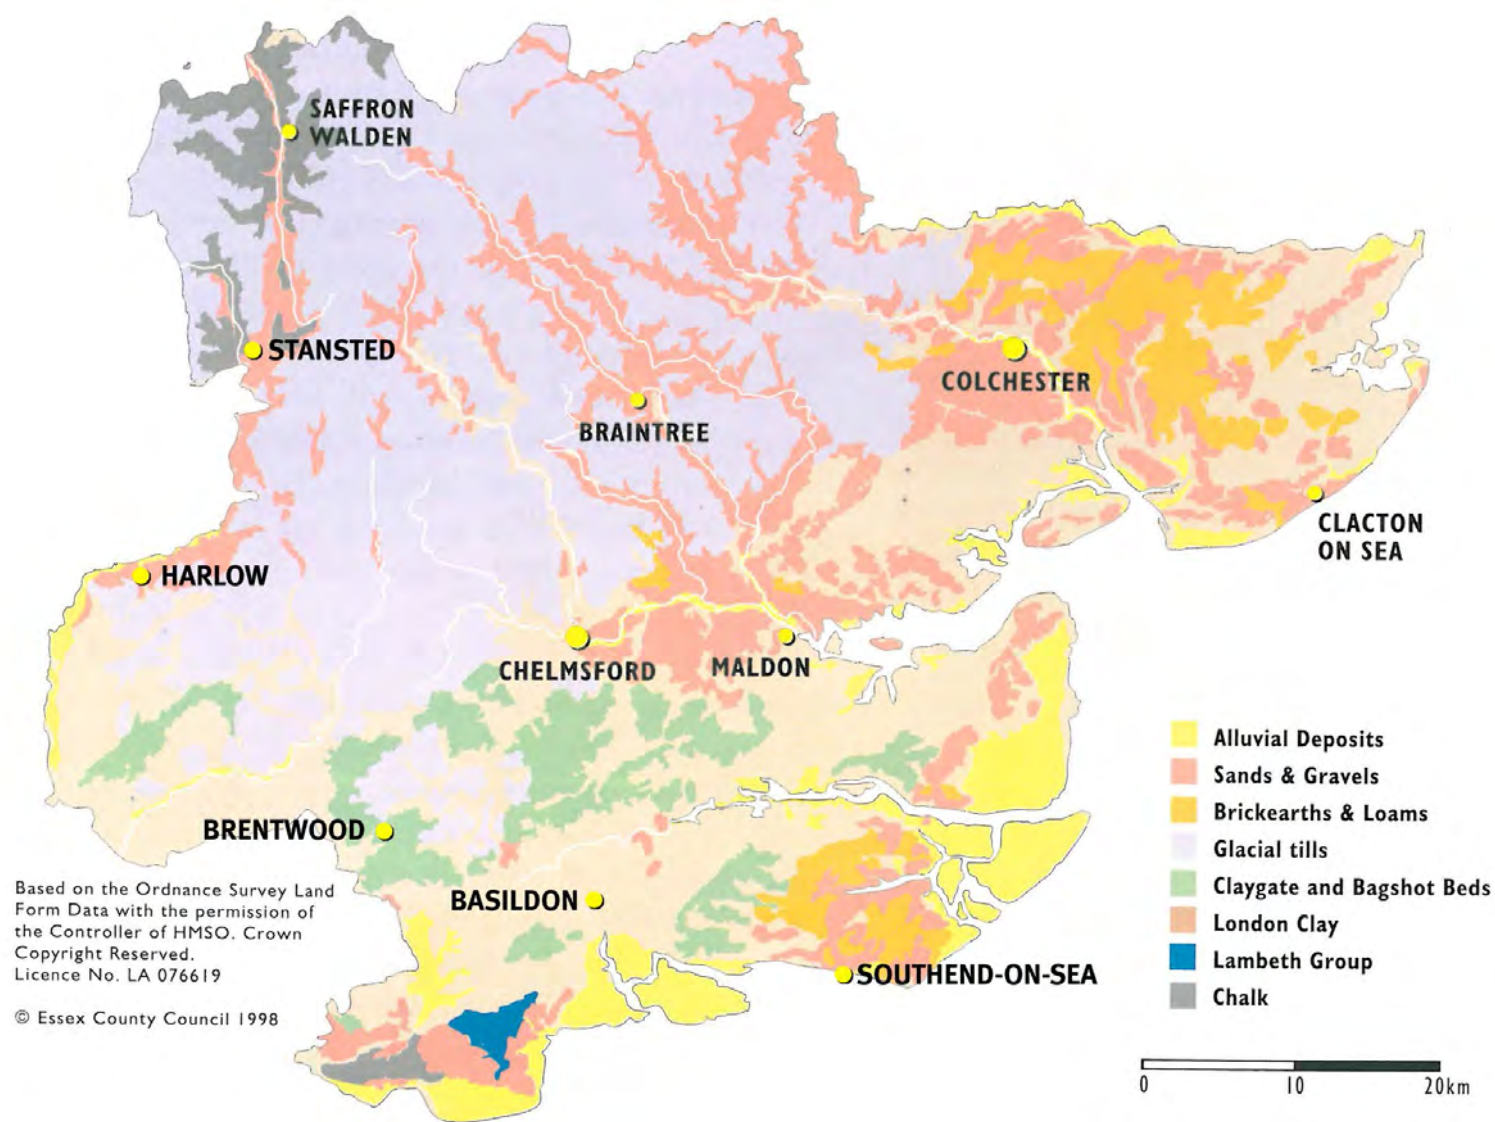 SAFFRON
WALDEN
STANSTED
COLCHESTER
BRAINTREE
CLACTON
ON SEA
HARLOW
CHELMSFORD
MALDON
BRENTWOOD
BASILDON
SOUTHEND-ON-SEA
Based on the Ordnance Survey Land
Form Data with the permission of
the Controller of HMSO. Crown
Copyright Reserved.
Licence No. LA 076619
© Essex County Council 1998
Alluvial Deposits
Sands & Gravels
Brickearths & Loams
Glacial tills
Claygate and Bagshot Beds
London Clay
Lambeth Group
Chalk
0 10 20km